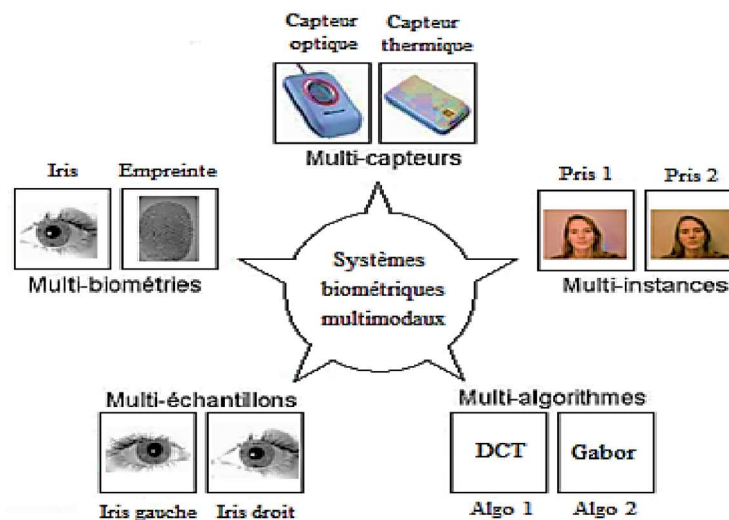 Capteur optique
Capteur thermique
Multi-capteurs
Iris
Empreinte
Multi-biométries
Pris 1
Pris 2
Multi-instances
Systèmes
biométriques
multimodaux
Multi-échantillons
Iris gauche
Iris droit
Multi-algorithmes
DCT
Gabor
Algo 1
Algo 2